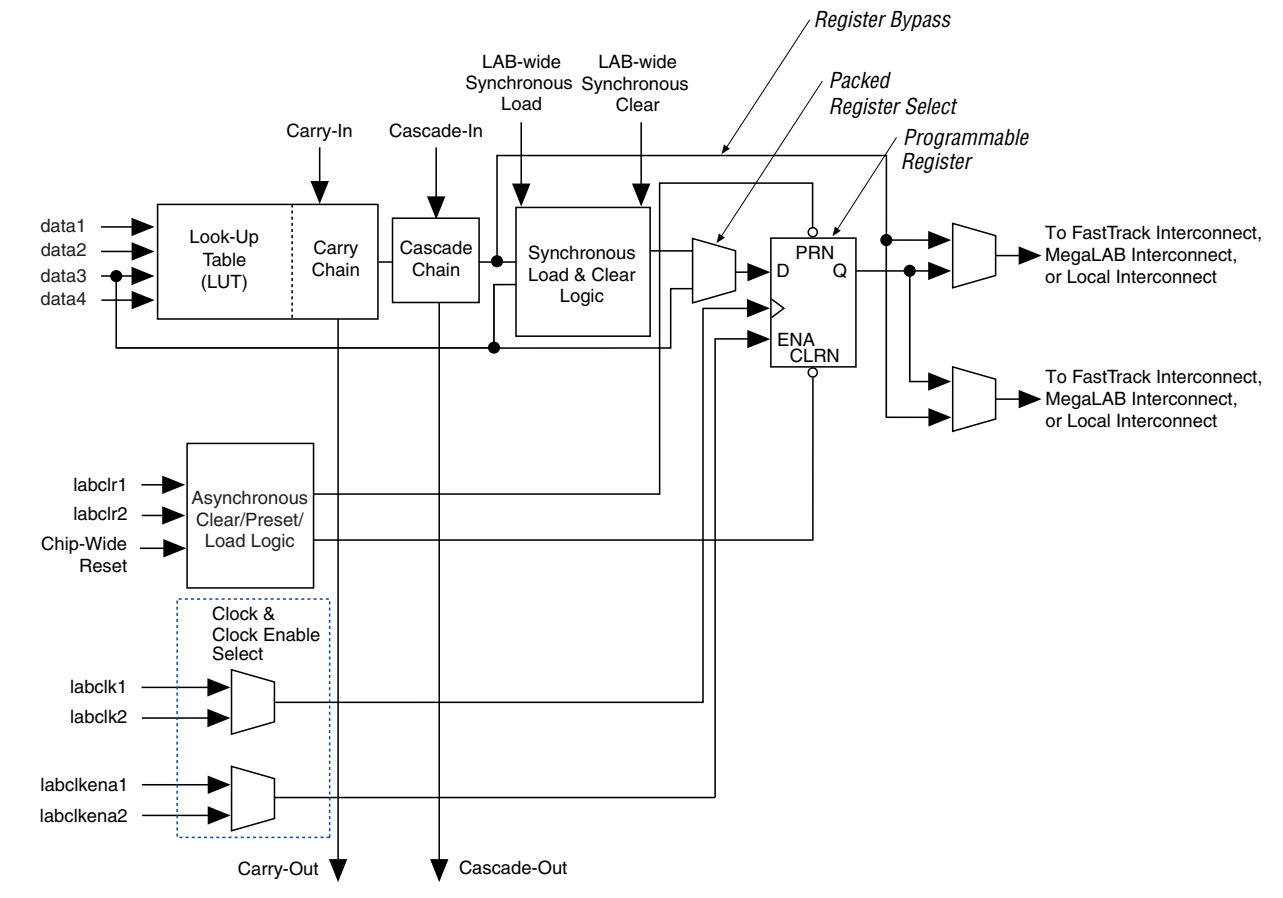 Register Bypass
LAB-wide
Synchronous
Load
LAB-wide
Synchronous
Clear
Packed
Register Select
Programmable
Register
Carry-In
Cascade-In
data1
data2
data3
data4
Look-Up
Table
(LUT)
Carry
Chain
Cascade
Chain
Synchronous
Load & Clear
Logic
PRN
D
Q
ENA
CLRN
To FastTrack Interconnect,
MegaLAB Interconnect,
or Local Interconnect
To FastTrack Interconnect,
MegaLAB Interconnect,
or Local Interconnect
labclr1
labclr2
Chip-Wide
Reset
Asynchronous
Clear/Preset/
Load Logic
Clock &
Clock Enable
Select
labclk1
labclk2
labclkena1
labclkena2
Carry-Out
Cascade-Out